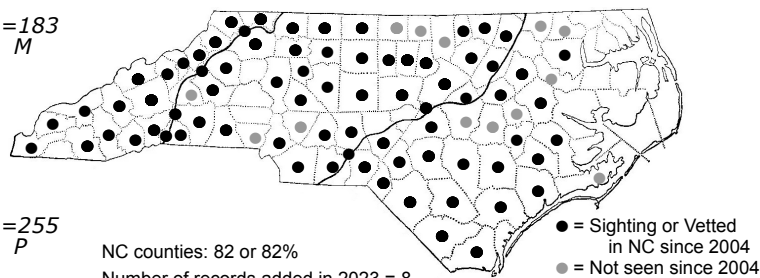 =183
M
=255
P
NC counties: 82 or 82%
Number of records added in 2023 = 8
● = Sighting or Vetted
in NC since 2004
● = Not seen since 2004